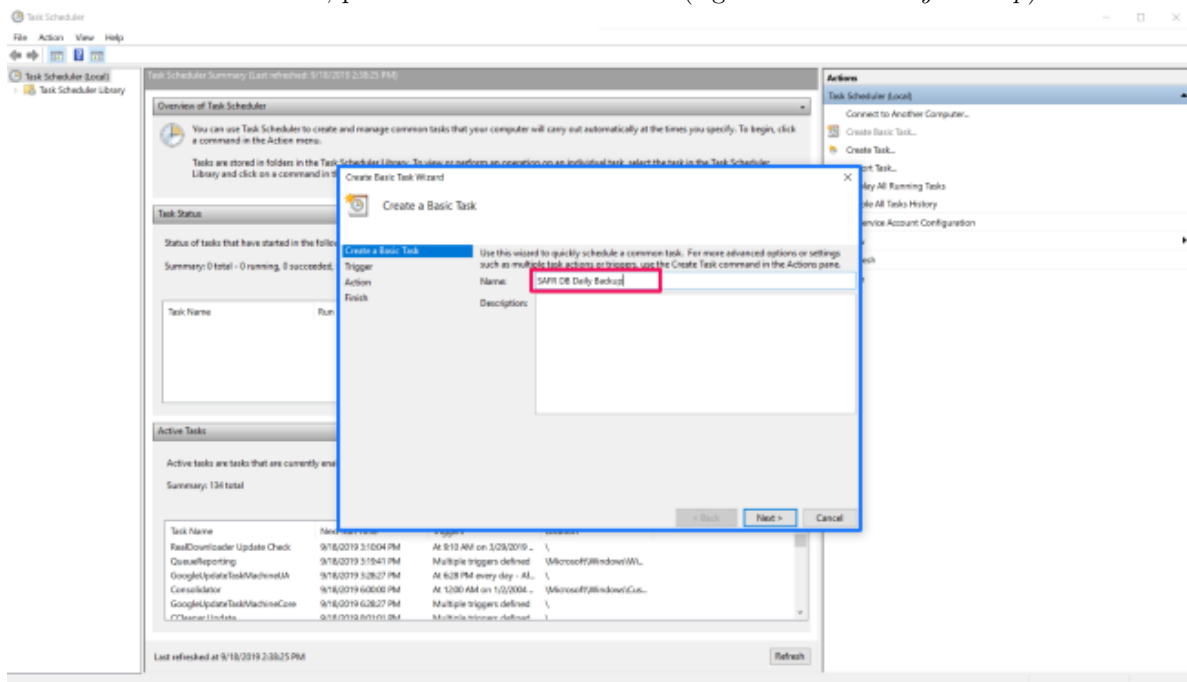 Task Scheduler
File Action View Help
Task Scheduler (Local)
Task Scheduler Library
Task Scheduler Summary (Last refreshed: 9/18/2019 2:38:25 PM)
Overview of Task Scheduler
You can use Task Scheduler to create and manage common tasks that your computer will carry out automatically at the times you specify. To begin, click
a command in the Action menu.
Tasks are stored in folders in the Task Scheduler Library. To view or perform an operation on an individual task, select the task in the Task Scheduler
Library and click on a command in t
Task Status
Status of tasks that have started in the follow
Summary: 0 total - 0 running, 0 succeeded,
Task Name Run
Active Tasks
Active tasks are tasks that are currently ena
Summary: 134 total
Task Name
RealDownloader Update Check 9/18/2019 3:10:04 PM At 9:10 AM on 3/29/2019 ... \
QueueReporting 9/18/2019 3:19:41 PM Multiple triggers defined \Microsoft\Windows\Wi...
GoogleUpdateTaskMachineUA 9/18/2019 3:28:27 PM At 6:28 PM every day - Af... \
Consolidator 9/18/2019 6:00:00 PM At 12:00 AM on 1/2/2004 ... \Microsoft\Windows\Cus...
GoogleUpdateTaskMachineCore 9/18/2019 6:28:27 PM Multiple triggers defined \
CCleaner Update Multiple triggers defined
Last refreshed at 9/18/2019 2:38:25 PM
Refresh
Create Basic Task Wizard
Create a Basic Task
Create a Basic Task
Trigger
Action
Finish
Use this wizard to quickly schedule a common task. For more advanced options or settings
such as multiple task actions or triggers, use the Create Task command in the Actions pane.
Name: SAFR DB Daily Backup
Description:
< Back Next > Cancel
Actions
Task Scheduler (Local)
Connect to Another Computer...
Create Basic Task...
Create Task...
ort Task...
lay All Running Tasks
ble All Tasks History
ervice Account Configuration
esh